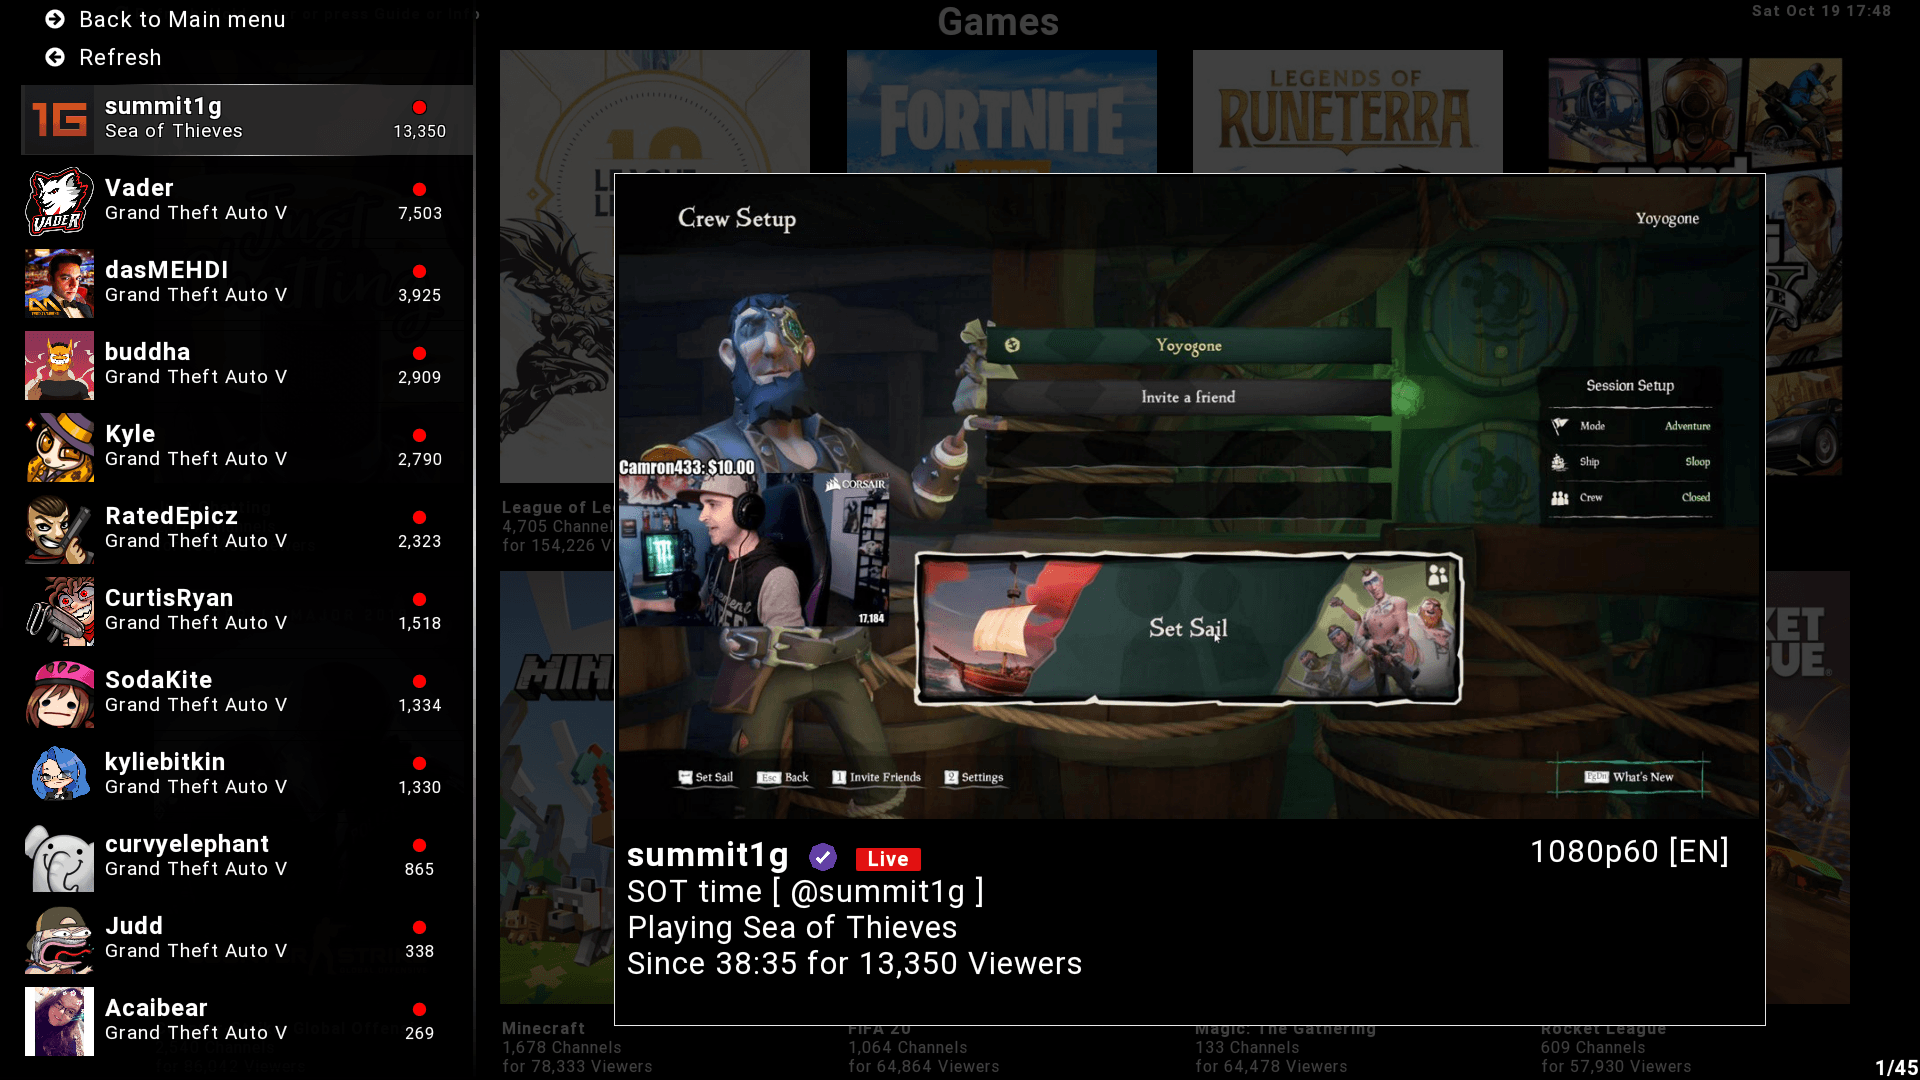 Back to Main menu
Refresh
Games
Sat Oct 19 17:48
summit1g
Sea of Thieves
13,350
Vader
Grand Theft Auto V
7,503
dasMEHDI
Grand Theft Auto V
3,925
buddha
Grand Theft Auto V
2,909
Kyle
Grand Theft Auto V
2,790
RatedEpicz
Grand Theft Auto V
2,323
CurtisRyan
Grand Theft Auto V
1,518
SodaKite
Grand Theft Auto V
1,334
kyliebitkin
Grand Theft Auto V
1,330
curvyelephant
Grand Theft Auto V
865
Judd
Grand Theft Auto V
338
Acaibear
Grand Theft Auto V
269
1G
VADER
FORTNITE
LEGENDS OF
RUNETERRA
Crew Setup
Yoyogone
Yoyogone
Invite a friend
Session Setup
Mode Adventure
Ship Sloop
Crew Closed
Camron433: $10.00
CORSAIR
17,184
Set Sail
Set Sail
Esc Back
1 Invite Friends
2 Settings
PgDn What's New
summit1g
Live
1080p60 [EN]
SOT time [ @summit1g ]
Playing Sea of Thieves
Since 38:35 for 13,350 Viewers
League of Le
4,705 Channel
for 154,226 V
Minecraft
1,678 Channels
for 78,333 Viewers
FIFA 20
1,064 Channels
for 64,864 Viewers
Magic: The Gathering
133 Channels
for 64,478 Viewers
Rocket League
609 Channels
for 57,930 Viewers
1/45